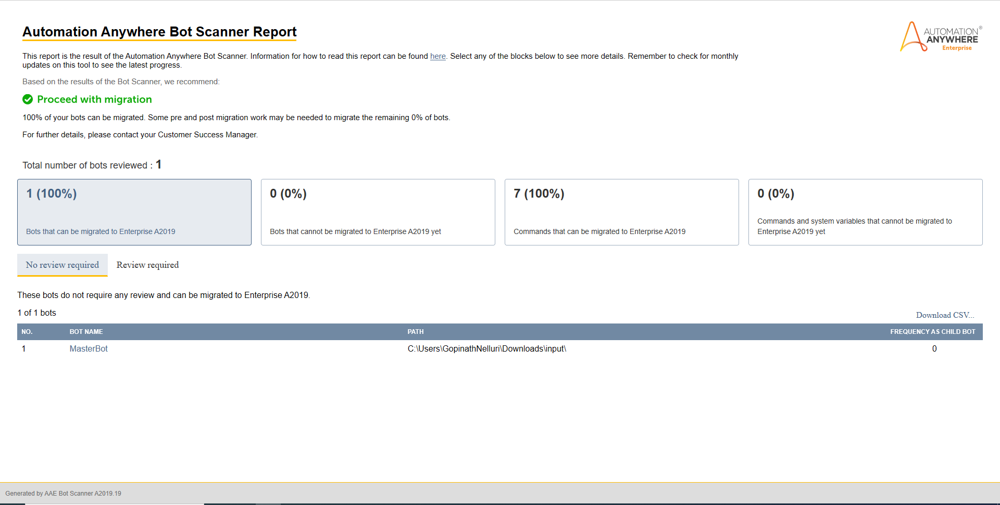 Automation Anywhere Bot Scanner Report
AUTOMATION®
ANYWHERE
Enterprise
This report is the result of the Automation Anywhere Bot Scanner. Information for how to read this report can be found here. Select any of the blocks below to see more details. Remember to check for monthly
updates on this tool to see the latest progress.
Based on the results of the Bot Scanner, we recommend:
Proceed with migration
100% of your bots can be migrated. Some pre and post migration work may be needed to migrate the remaining 0% of bots.
For further details, please contact your Customer Success Manager.
Total number of bots reviewed : 1
1 (100%)
Bots that can be migrated to Enterprise A2019
0 (0%)
Bots that cannot be migrated to Enterprise A2019 yet
7 (100%)
Commands that can be migrated to Enterprise A2019
0 (0%)
Commands and system variables that cannot be migrated to
Enterprise A2019 yet
No review required Review required
These bots do not require any review and can be migrated to Enterprise A2019.
1 of 1 bots
Download CSV...
NO. BOT NAME PATH FREQUENCY AS CHILD BOT
1 MasterBot C:\Users\GopinathNelluri\Downloads\input\ 0
Generated by AAE Bot Scanner A2019.19